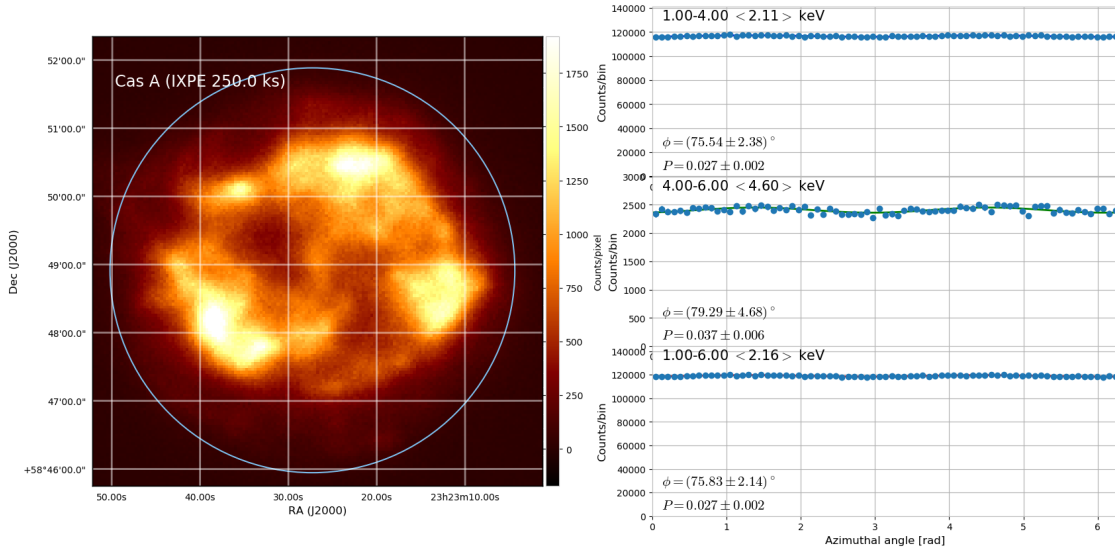 Cas A (IXPE 250.0 ks)
52'00.0"
51'00.0"
50'00.0"
49'00.0"
48'00.0"
47'00.0"
+58°46'00.0"
Dec (J2000)
50.00s 40.00s 30.00s 20.00s 23h23m10.00s
RA (J2000)
1750
1500
1250
1000
750
500
250
0
Counts/pixel
1.00-4.00 <2.11> keV
140000
120000
100000
80000
60000
40000
20000
Counts/bin
ϕ = (75.54 ± 2.38)°
P = 0.027 ± 0.002
4.00-6.00 <4.60> keV
3000
2500
2000
1500
1000
500
0
Counts/bin
ϕ = (79.29 ± 4.68)°
P = 0.037 ± 0.006
1.00-6.00 <2.16> keV
140000
120000
100000
80000
60000
40000
20000
0
Counts/bin
ϕ = (75.83 ± 2.14)°
P = 0.027 ± 0.002
0 1 2 3 4 5 6
Azimuthal angle [rad]